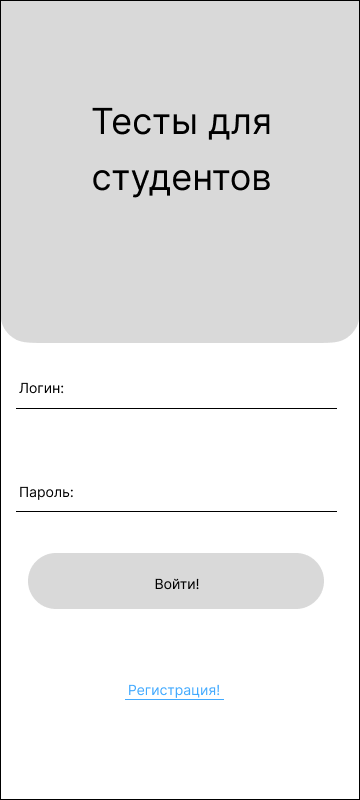 Тесты для
студентов
Логин:
Пароль:
Войти!
Регистрация!